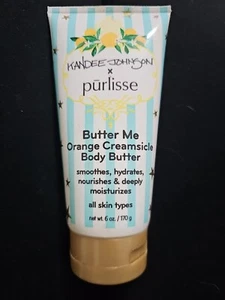 KANDEE JOHNSON
x
pūrlisse
Butter Me
Orange Creamsicle
Body Butter
smoothes, hydrates,
nourishes & deeply
moisturizes
all skin types
net wt. 6 oz. / 170 g